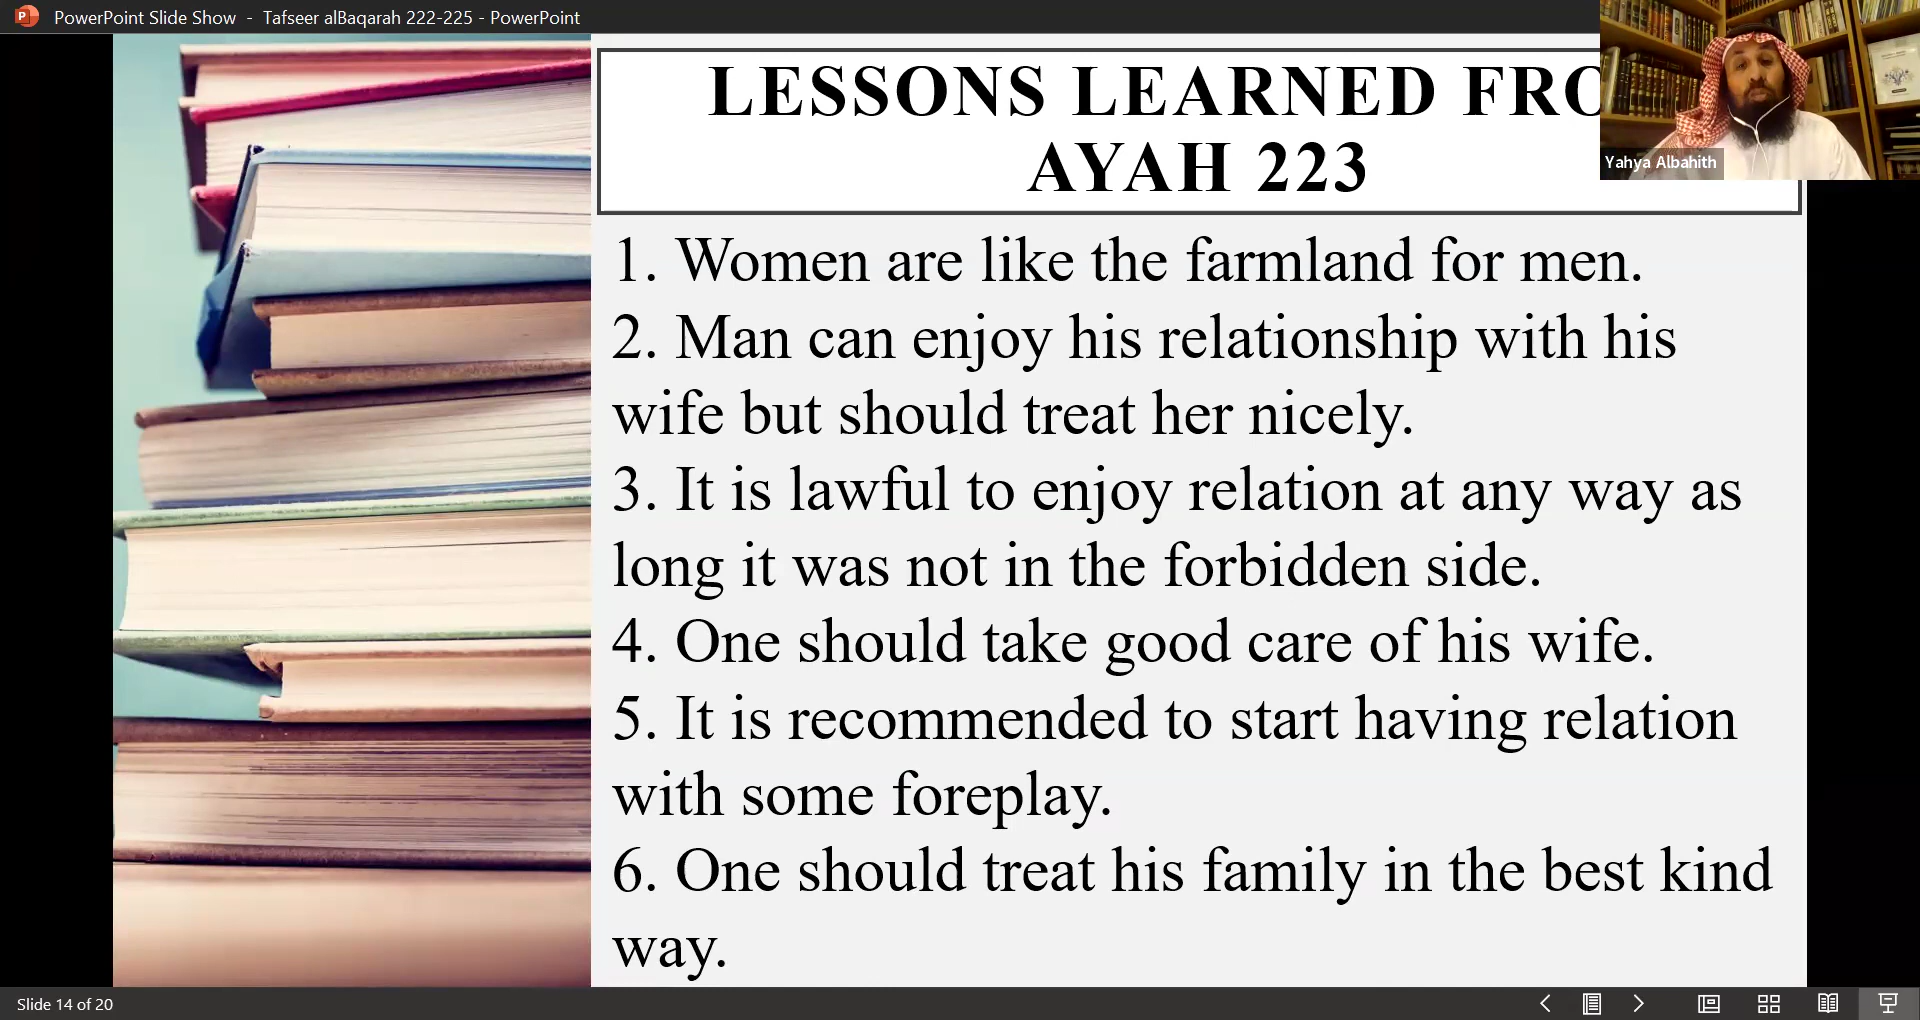 PowerPoint Slide Show - Tafseer alBaqarah 222-225 - PowerPoint
LESSONS LEARNED
AYAH 223
Yahya Albahith
1. Women are like the farmland for men.
2. Man can enjoy his relationship with his
wife but should treat her nicely.
3. It is lawful to enjoy relation at any way as
long it was not in the forbidden side.
4. One should take good care of his wife.
5. It is recommended to start having relation
with some foreplay.
6. One should treat his family in the best kind
way.
Slide 14 of 20